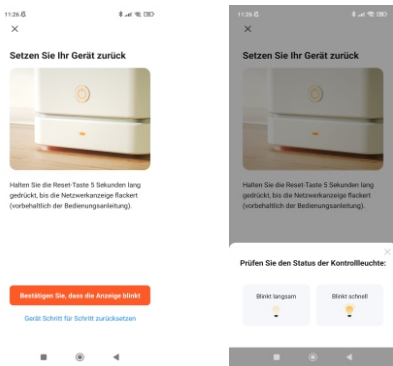 11:26
Setzen Sie Ihr Gerät zurück
Halten Sie die Reset-Taste 5 Sekunden lang
gedrückt, bis die Netzwerkanzeige flackert
(vorbehaltlich der Bedienungsanleitung).
Bestätigen Sie, dass die Anzeige blinkt
Gerät Schritt für Schritt zurücksetzen
11:26
Setzen Sie Ihr Gerät zurück
Halten Sie die Reset-Taste 5 Sekunden lang
gedrückt, bis die Netzwerkanzeige flackert
(vorbehaltlich der Bedienungsanleitung).
Prüfen Sie den Status der Kontrollleuchte:
Blinkt langsam
Blinkt schnell